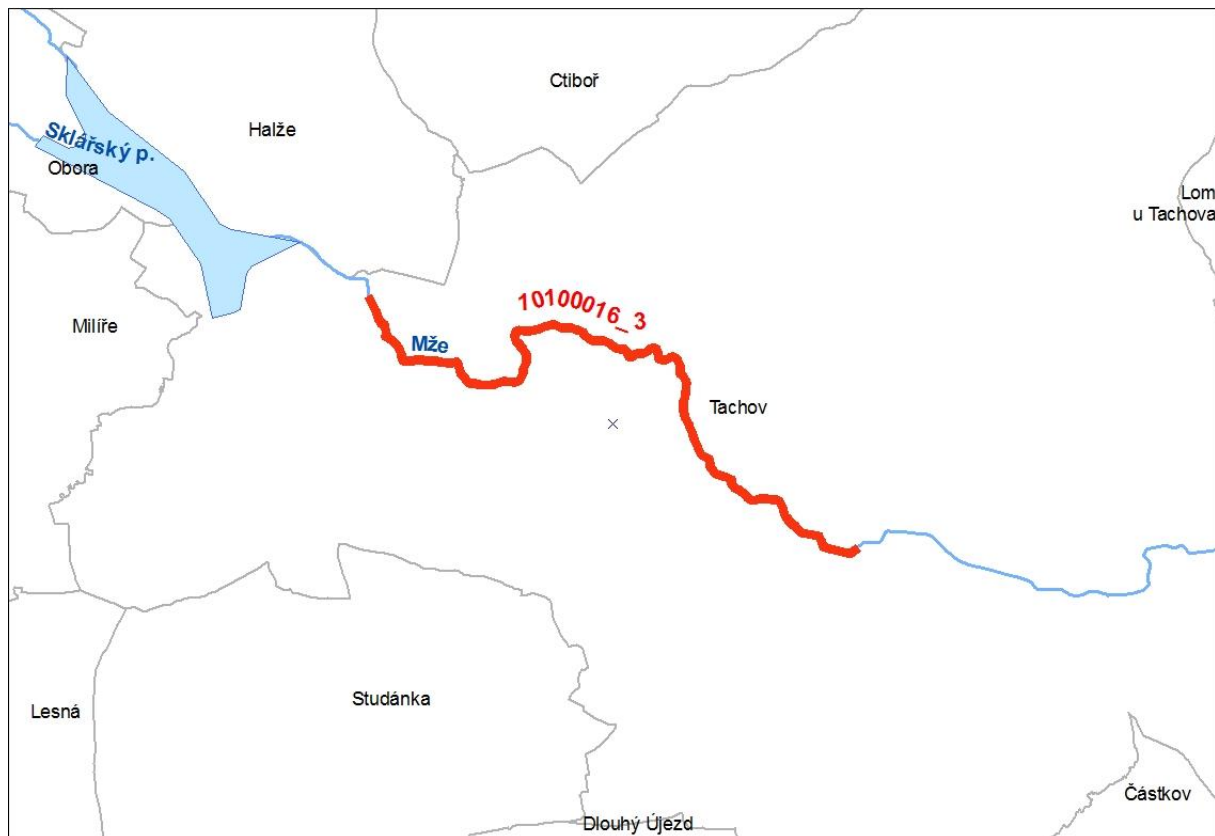 Ctiboř
Halže
Sklářský p.
Obora
Lom
u Tachova
10100016_3
Milíře
Mže
Tachov
Studánka
Lesná
Částkov
Dlouhý Újezd